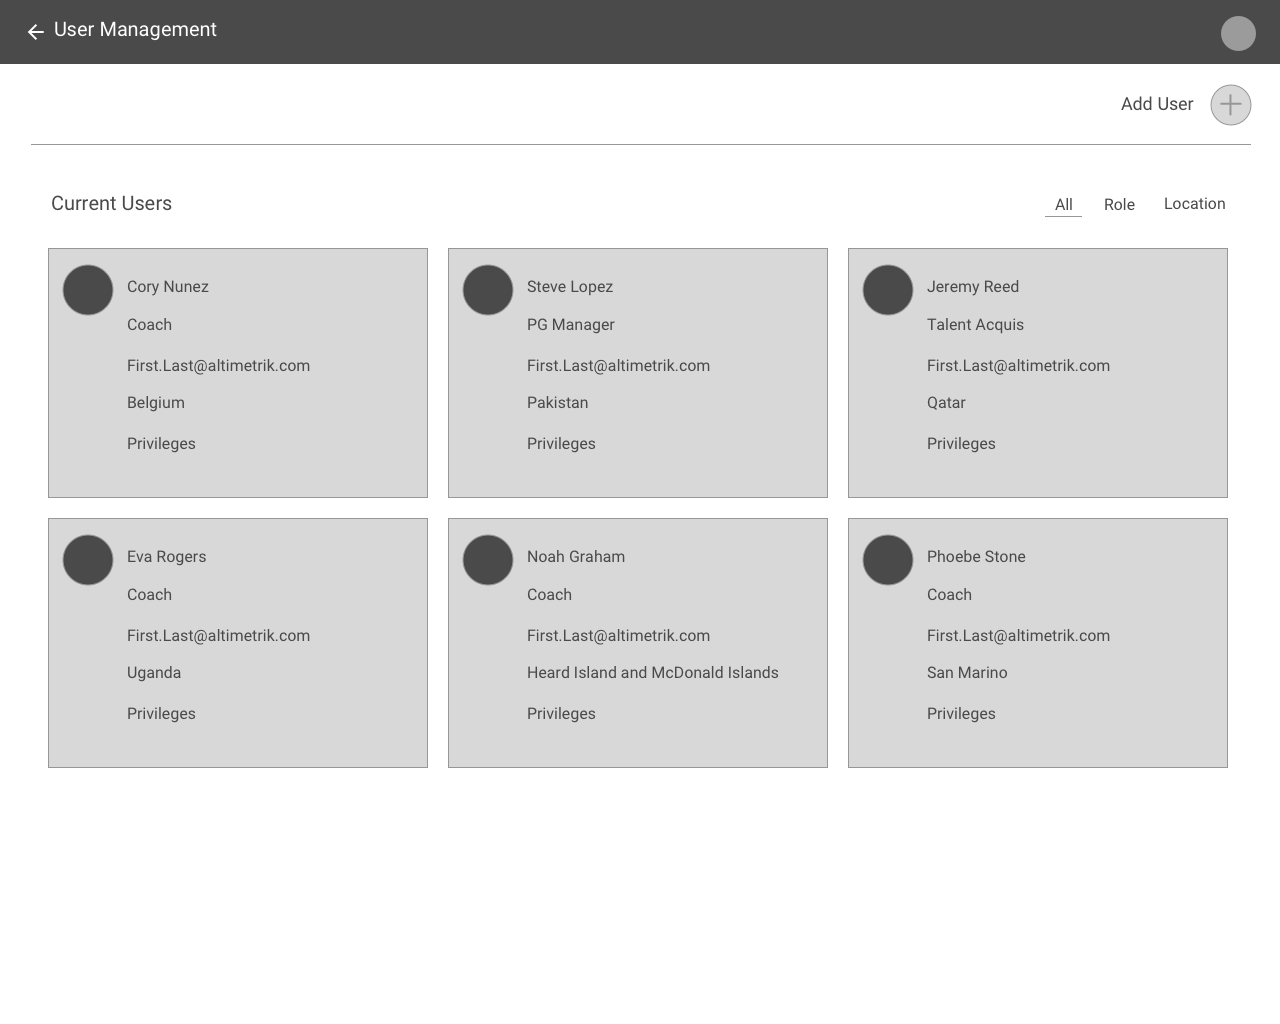 User Management
Add User
Current Users
All Role Location
Cory Nunez
Coach
First.Last@altimetrik.com
Belgium
Privileges
Steve Lopez
PG Manager
First.Last@altimetrik.com
Pakistan
Privileges
Jeremy Reed
Talent Acquis
First.Last@altimetrik.com
Qatar
Privileges
Eva Rogers
Coach
First.Last@altimetrik.com
Uganda
Privileges
Noah Graham
Coach
First.Last@altimetrik.com
Heard Island and McDonald Islands
Privileges
Phoebe Stone
Coach
First.Last@altimetrik.com
San Marino
Privileges